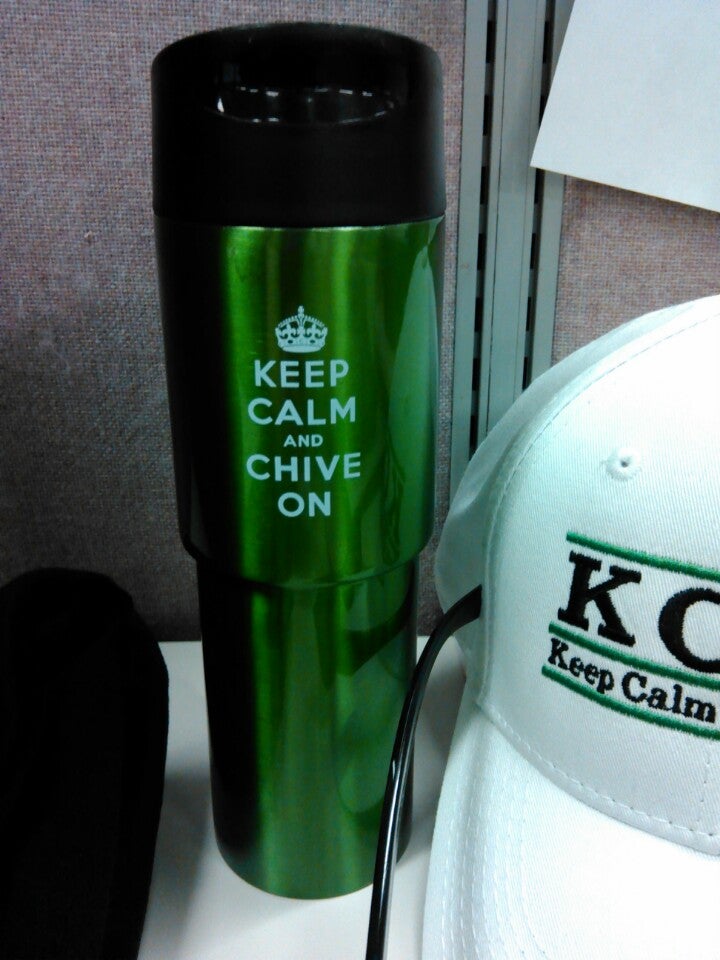 KEEP
CALM
AND
CHIVE
ON
KC
Keep Calm